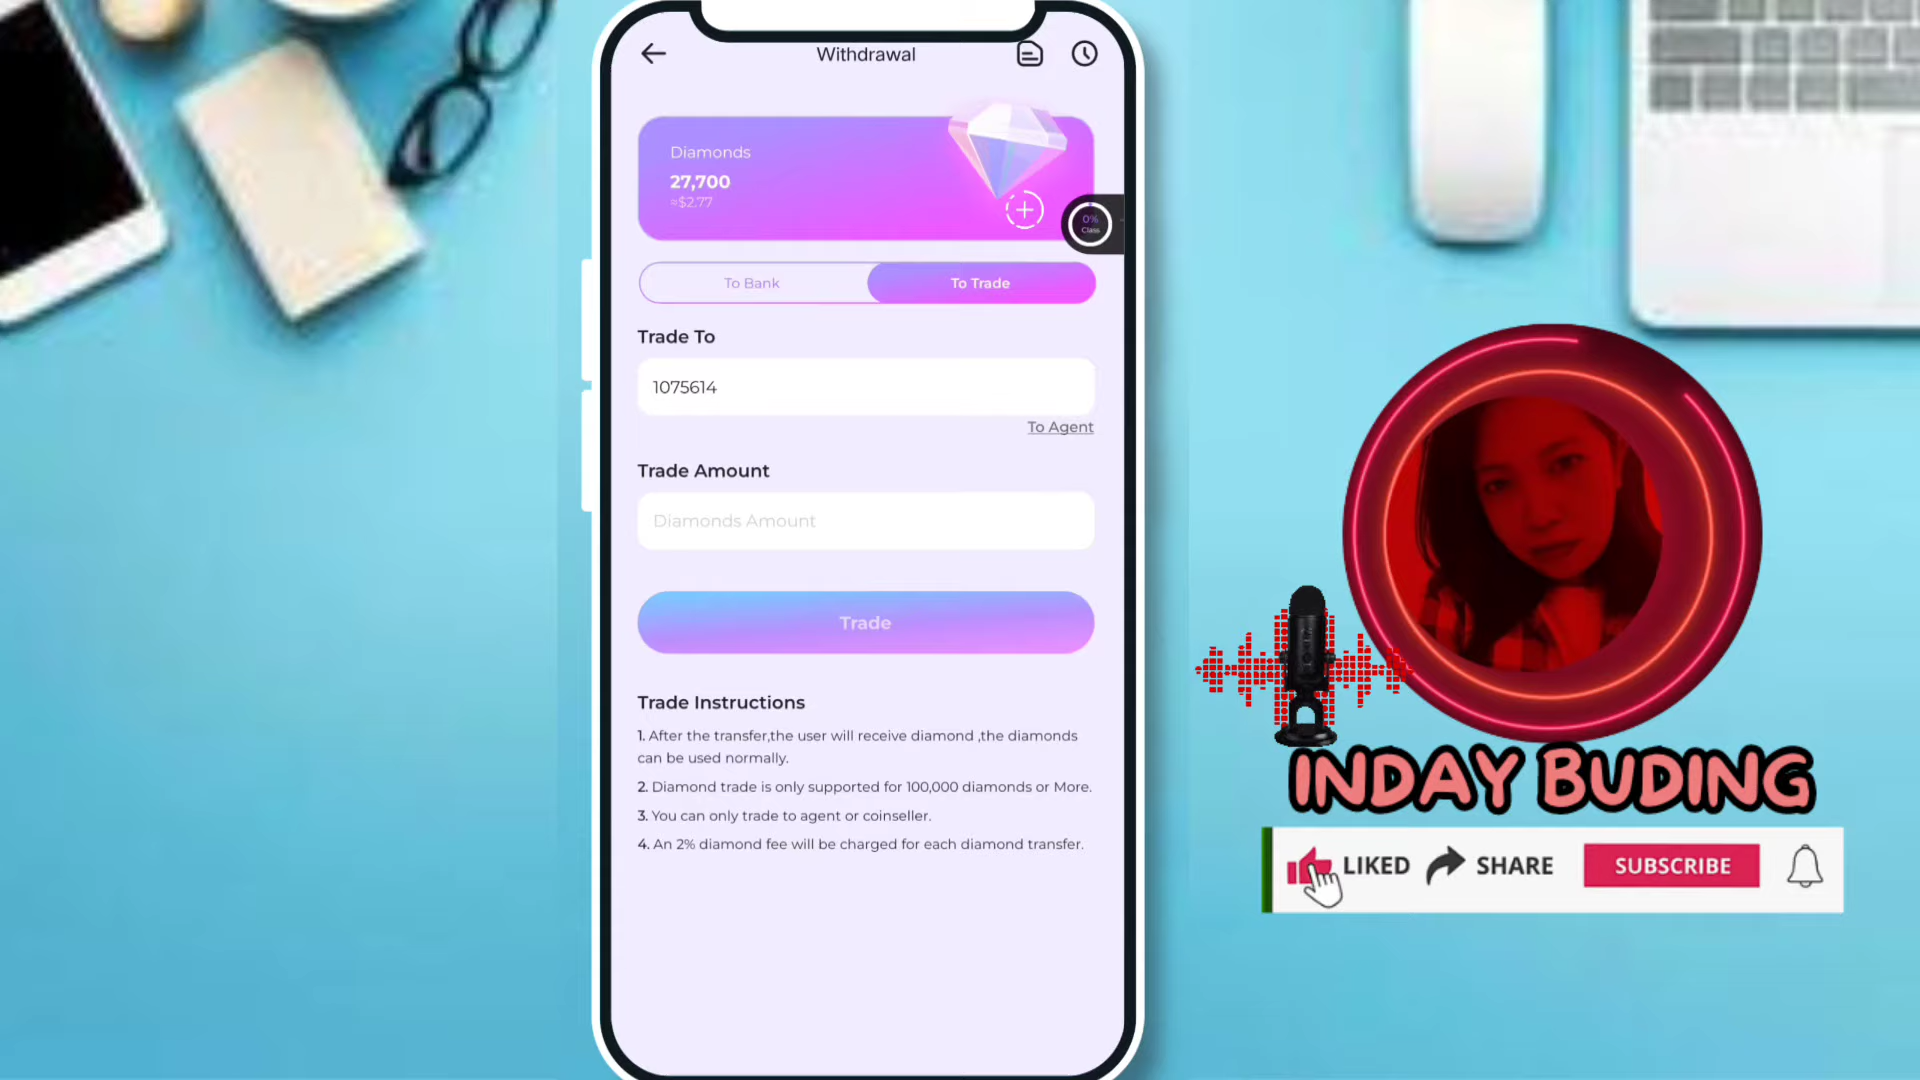 Withdrawal
Diamonds
27,700
≈$2.77
0%
Class
To Bank
To Trade
Trade To
1075614
To Agent
Trade Amount
Diamonds Amount
Trade
Trade Instructions
1. After the transfer,the user will receive diamond ,the diamonds
can be used normally.
2. Diamond trade is only supported for 100,000 diamonds or More.
3. You can only trade to agent or coinseller.
4. An 2% diamond fee will be charged for each diamond transfer.
INDAY BUDING
LIKED
SHARE
SUBSCRIBE